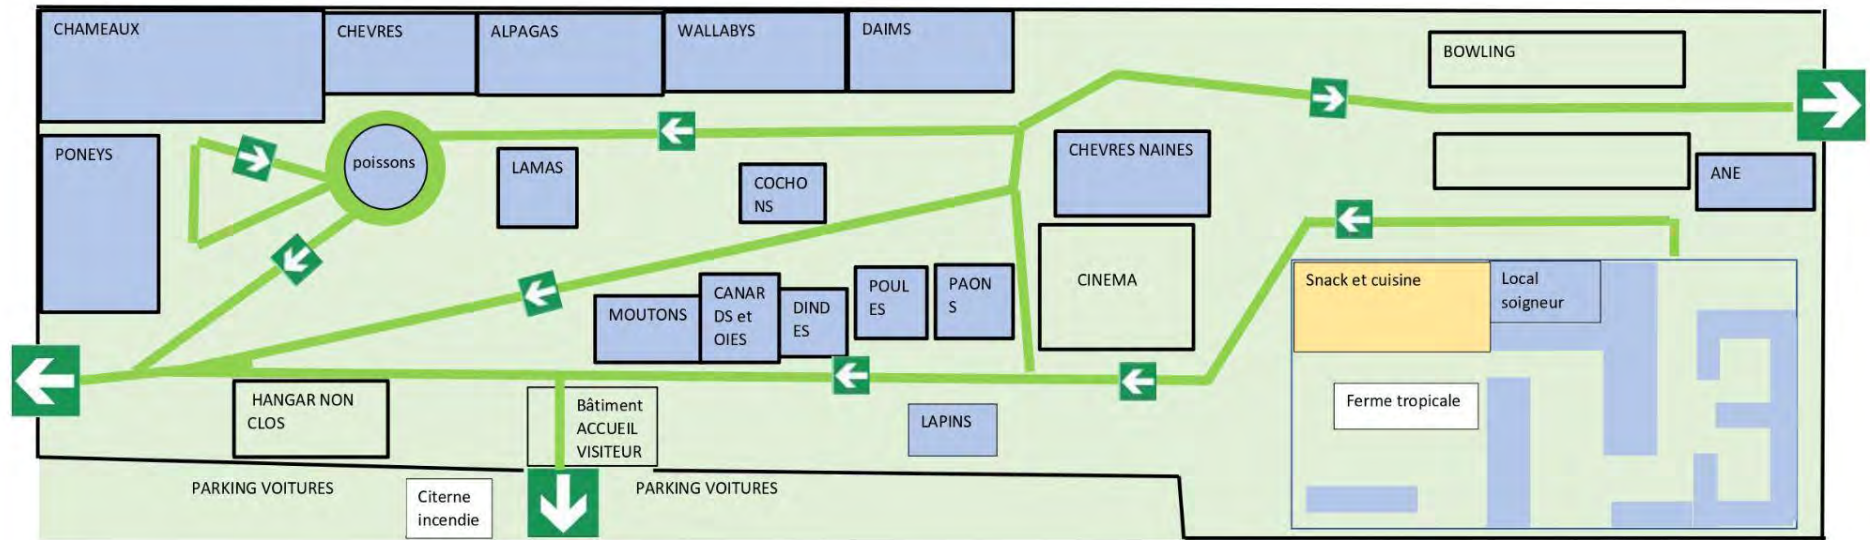 CHAMEAUX
CHEVRES
ALPAGAS
WALLABYS
DAIMS
BOWLING
PONEYS
poissons
LAMAS
COCHO
NS
CHEVRES NAINES
ANE
MOUTONS
CANAR
DS et
OIES
DIND
ES
POUL
ES
PAON
S
CINEMA
Snack et cuisine
Local
soigneur
HANGAR NON
CLOS
Bâtiment
ACCUEIL
VISITEUR
LAPINS
Ferme tropicale
PARKING VOITURES
Citerne
incendie
PARKING VOITURES